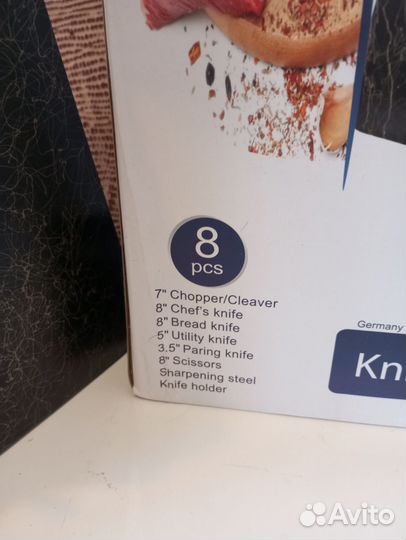 8
pcs
7" Chopper/Cleaver
8" Chef's knife
8" Bread knife
5" Utility knife
3.5" Paring knife
8" Scissors
Sharpening steel
Knife holder
Germany
Kn
Avito